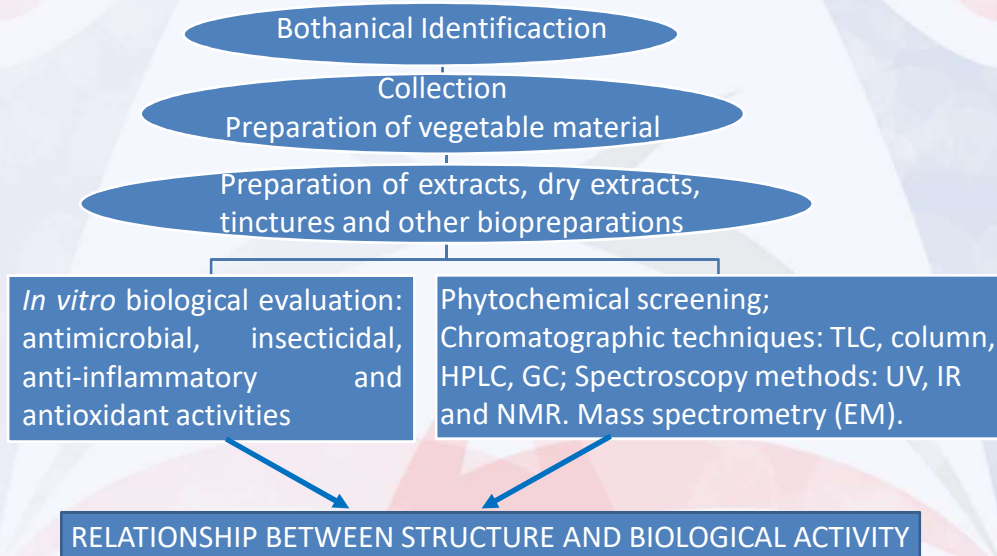 Bothanical Identificaction
Collection
Preparation of vegetable material
Preparation of extracts, dry extracts,
tinctures and other biopreparations
In vitro biological evaluation:
antimicrobial, insecticidal,
anti-inflammatory and
antioxidant activities
Phytochemical screening;
Chromatographic techniques: TLC, column,
HPLC, GC; Spectroscopy methods: UV, IR
and NMR. Mass spectrometry (EM).
RELATIONSHIP BETWEEN STRUCTURE AND BIOLOGICAL ACTIVITY